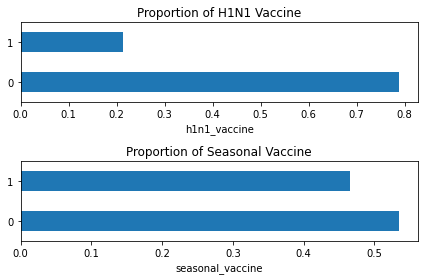 Proportion of H1N1 Vaccine
1
0
0.0 0.1 0.2 0.3 0.4 0.5 0.6 0.7 0.8
h1n1_vaccine
Proportion of Seasonal Vaccine
1
0
0.0 0.1 0.2 0.3 0.4 0.5
seasonal_vaccine